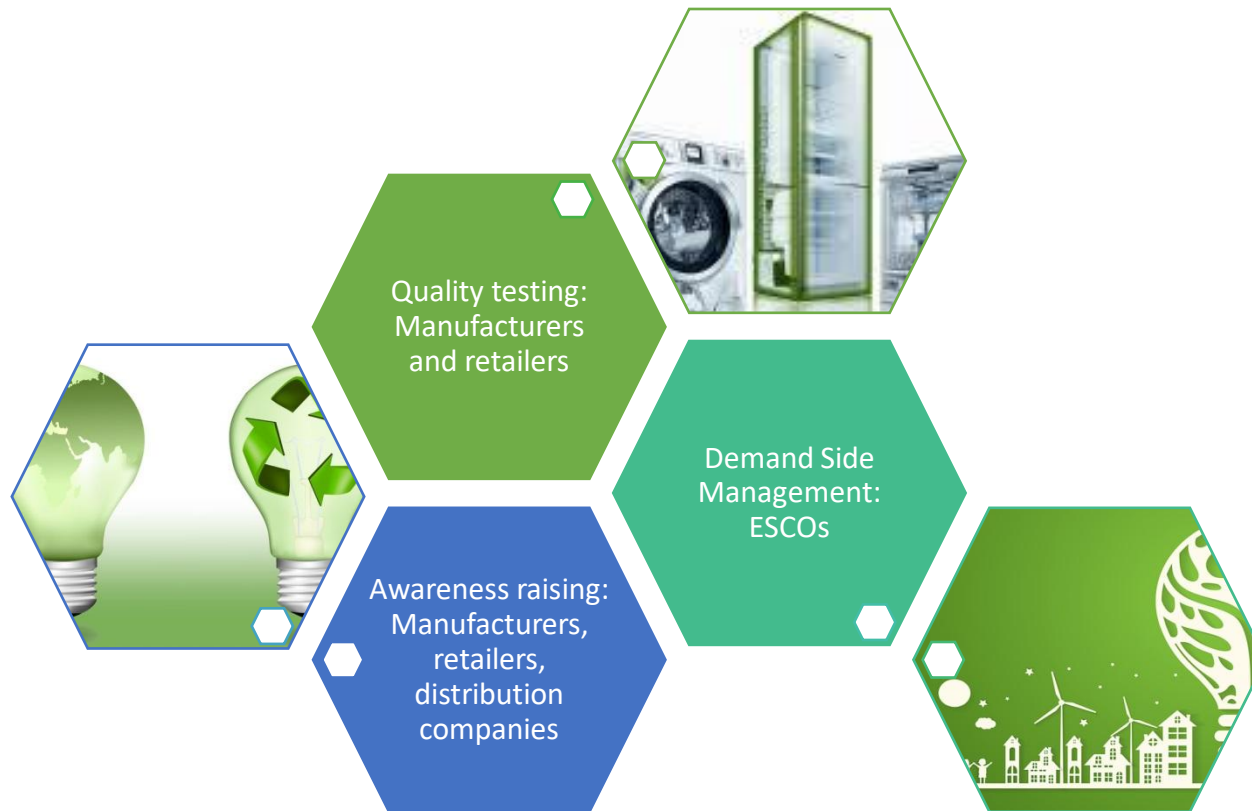 Quality testing:
Manufacturers
and retailers
Demand Side
Management:
ESCOs
Awareness raising:
Manufacturers,
retailers,
distribution
companies